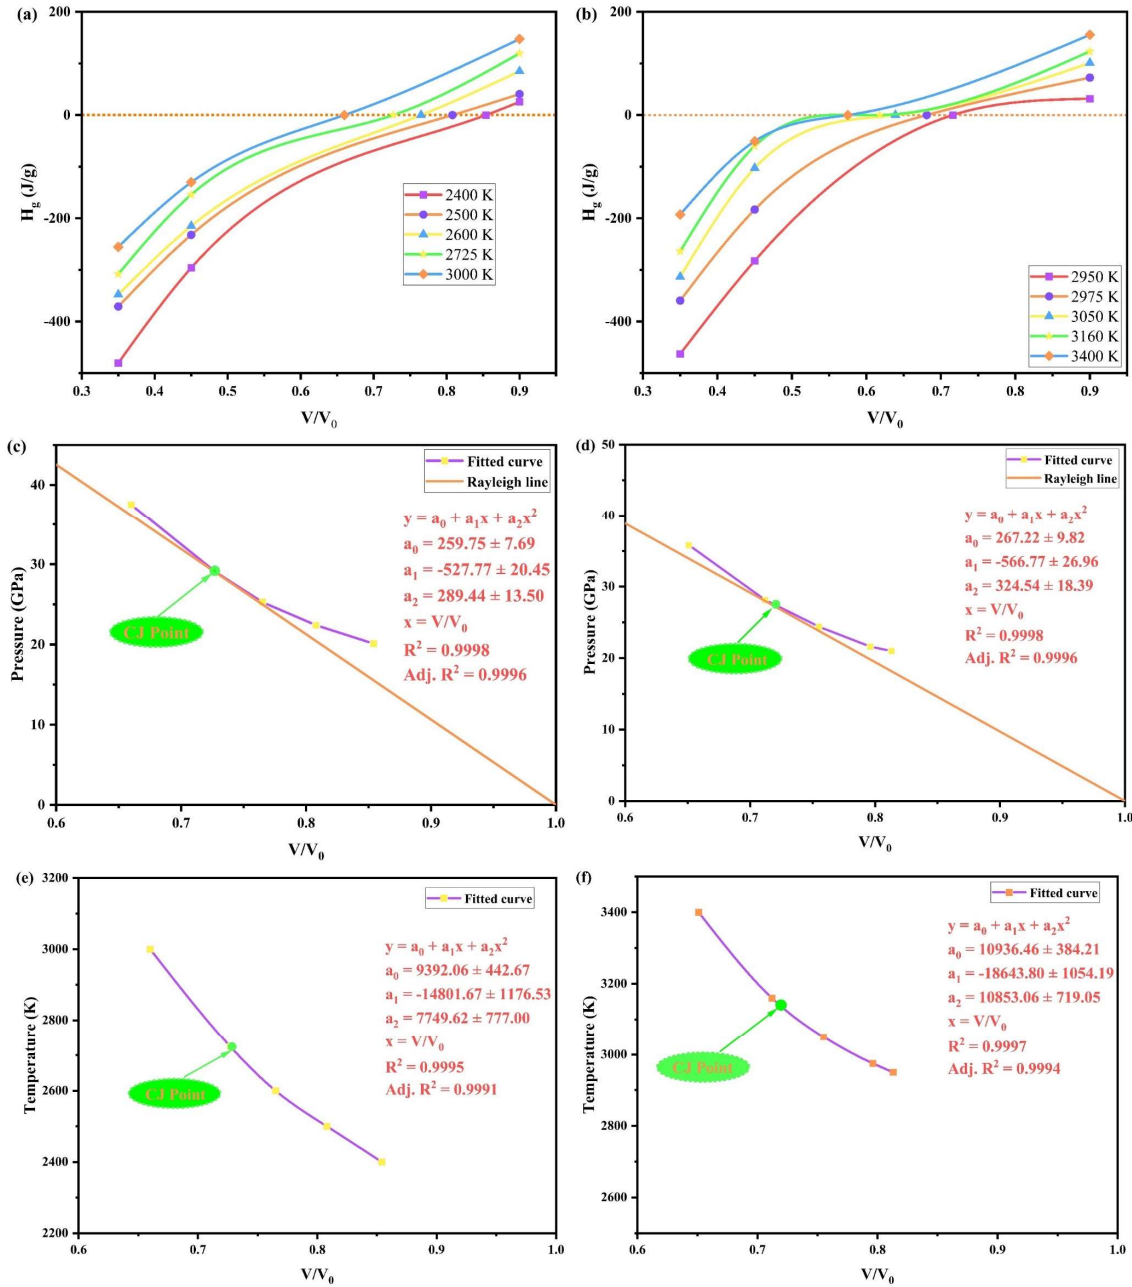 (a)
200
0
-200
-400
H_g (J/g)
2400 K
2500 K
2600 K
2725 K
3000 K
0.3 0.4 0.5 0.6 0.7 0.8 0.9
V/V₀
(b)
200
0
-200
-400
H_g (J/g)
2950 K
2975 K
3050 K
3160 K
3400 K
0.3 0.4 0.5 0.6 0.7 0.8 0.9
V/V₀
(c)
40
30
20
10
0
Pressure (GPa)
Fitted curve
Rayleigh line
y = a₀ + a₁x + a₂x²
a₀ = 259.75 ± 7.69
a₁ = -527.77 ± 20.45
a₂ = 289.44 ± 13.50
x = V/V₀
R² = 0.9998
Adj. R² = 0.9996
CJ Point
0.6 0.7 0.8 0.9 1.0
V/V₀
(d)
50
40
30
20
10
0
Pressure (GPa)
Fitted curve
Rayleigh line
y = a₀ + a₁x + a₂x²
a₀ = 267.22 ± 9.82
a₁ = -566.77 ± 26.96
a₂ = 324.54 ± 18.39
x = V/V₀
R² = 0.9998
Adj. R² = 0.9996
CJ Point
0.6 0.7 0.8 0.9 1.0
V/V₀
(e)
3200
3000
2800
2600
2400
2200
Temperature (K)
Fitted curve
y = a₀ + a₁x + a₂x²
a₀ = 9392.06 ± 442.67
a₁ = -14801.67 ± 1176.53
a₂ = 7749.62 ± 777.00
x = V/V₀
R² = 0.9995
Adj. R² = 0.9991
CJ Point
0.6 0.7 0.8 0.9 1.0
V/V₀
(f)
3400
3200
3000
2800
2600
Temperature (K)
Fitted curve
y = a₀ + a₁x + a₂x²
a₀ = 10936.46 ± 384.21
a₁ = -18643.80 ± 1054.19
a₂ = 10853.06 ± 719.05
x = V/V₀
R² = 0.9997
Adj. R² = 0.9994
CJ Point
0.6 0.7 0.8 0.9 1.0
V/V₀